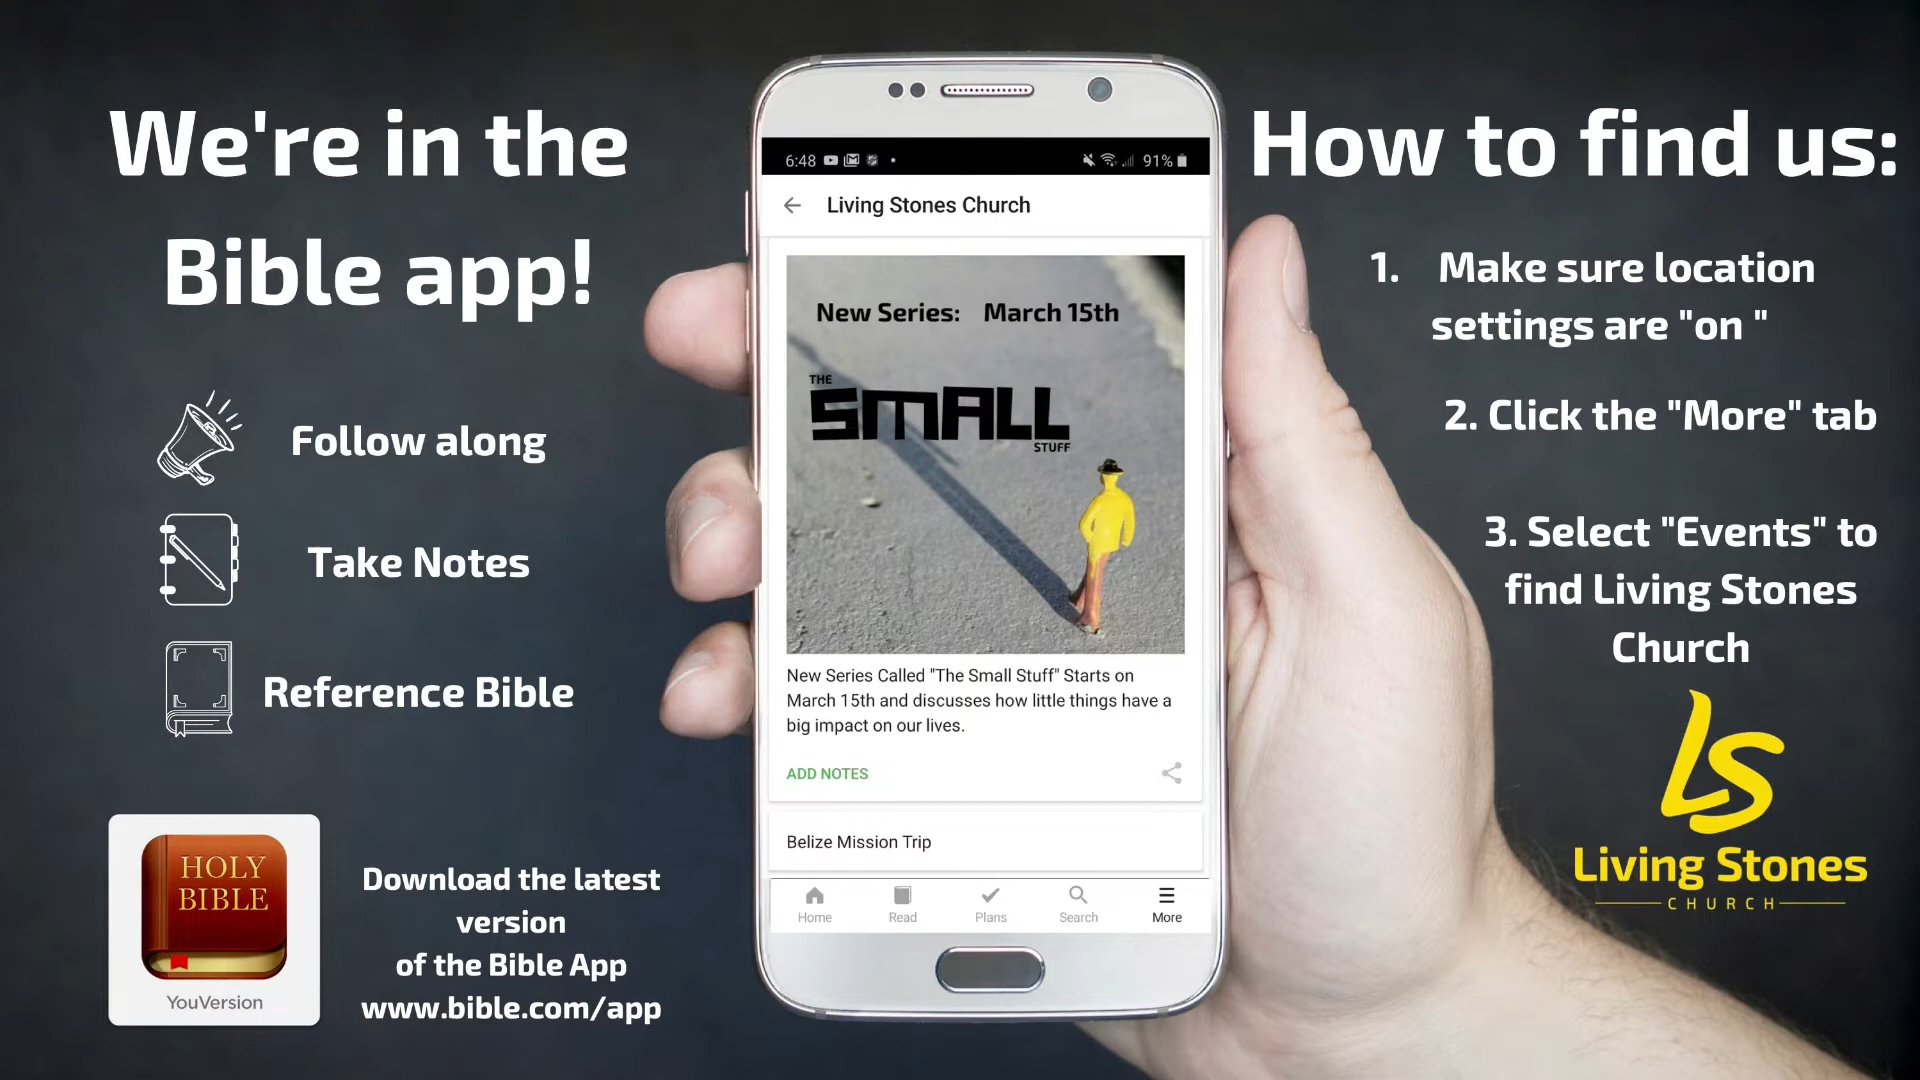 We're in the
Bible app!
Follow along
Take Notes
Reference Bible
HOLY
BIBLE
YouVersion
Download the latest
version
of the Bible App
www.bible.com/app
6:48
91%
Living Stones Church
New Series: March 15th
THE
SMALL
STUFF
New Series Called "The Small Stuff" Starts on
March 15th and discusses how little things have a
big impact on our lives.
ADD NOTES
Belize Mission Trip
Home Read Plans Search More
How to find us:
1. Make sure location
settings are "on "
2. Click the "More" tab
3. Select "Events" to
find Living Stones
Church
LS
Living Stones
CHURCH